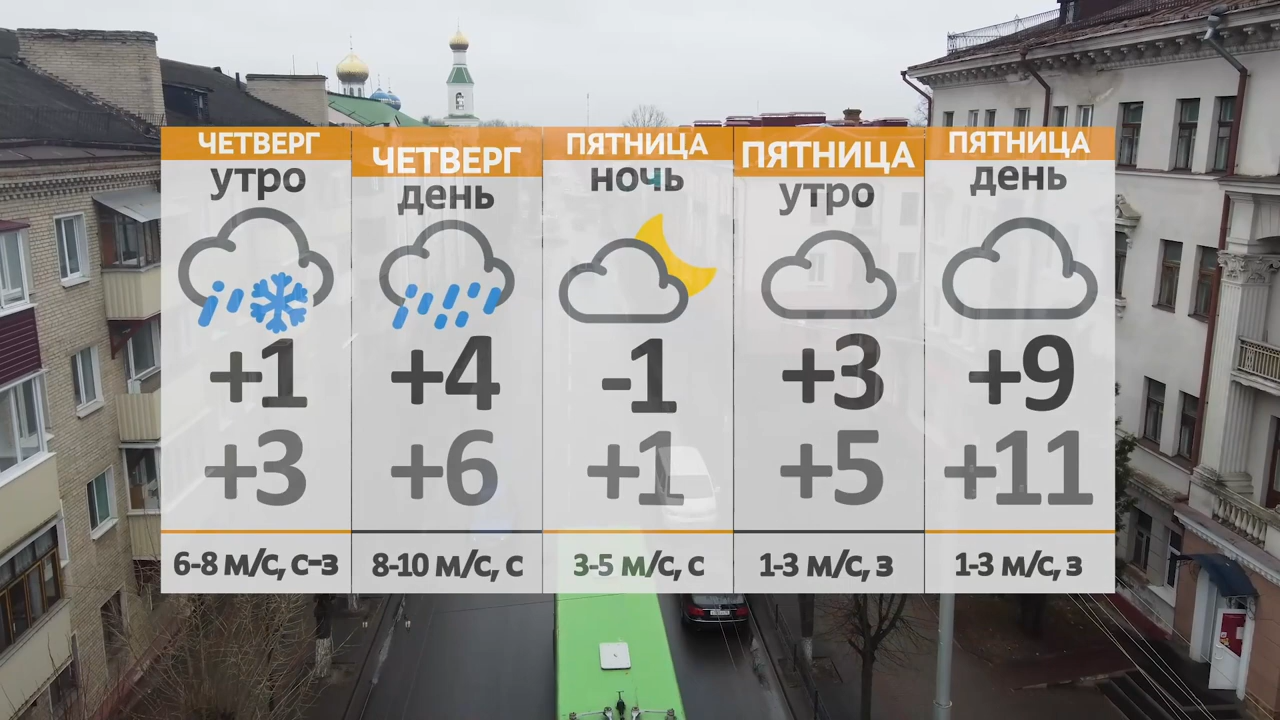 ЧЕТВЕРГ
утро
+1
+3
6-8 м/с, с-з
ЧЕТВЕРГ
день
+4
+6
8-10 м/с, с
ПЯТНИЦА
ночь
-1
+1
3-5 м/с, с
ПЯТНИЦА
утро
+3
+5
1-3 м/с, з
ПЯТНИЦА
день
+9
+11
1-3 м/с, з